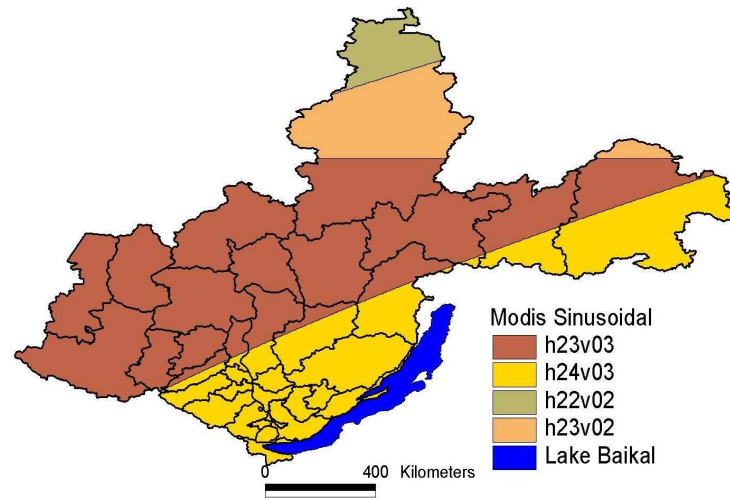 Modis Sinusoidal
h23v03
h24v03
h22v02
h23v02
Lake Baikal
0 400 Kilometers